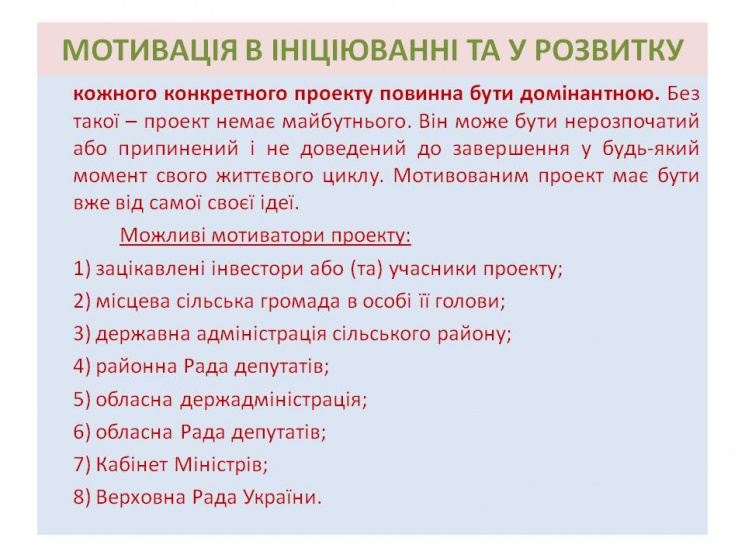 МОТИВАЦІЯ В ІНІЦІЮВАННІ ТА У РОЗВИТКУ
кожного конкретного проекту повинна бути домінантною. Без
такої – проект немає майбутнього. Він може бути нерозпочатий
або припинений і не доведений до завершення у будь-який
момент свого життєвого циклу. Мотивованим проект має бути
вже від самої своєї ідеї.
Можливі мотиватори проекту:
1) зацікавлені інвестори або (та) учасники проекту;
2) місцева сільська громада в особі її голови;
3) державна адміністрація сільського району;
4) районна Рада депутатів;
5) обласна держадміністрація;
6) обласна Рада депутатів;
7) Кабінет Міністрів;
8) Верховна Рада України.